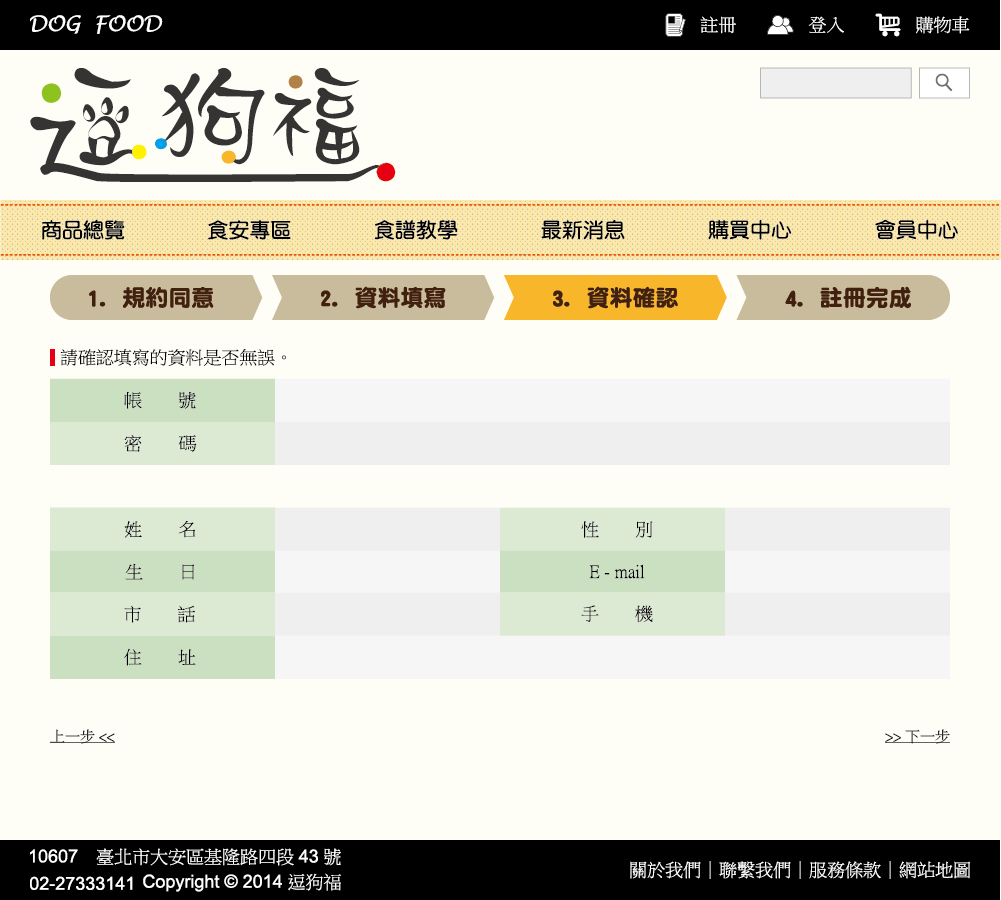 DOG FOOD
註冊 登入 購物車
逗狗福
商品總覽 食安專區 食譜教學 最新消息 購買中心 會員中心
1. 規約同意 2. 資料填寫 3. 資料確認 4. 註冊完成
請確認填寫的資料是否無誤。
帳 號
密 碼
姓 名 性 別
生 日 E - mail
市 話 手 機
住 址
上一步 << >> 下一步
10607 臺北市大安區基隆路四段 43 號
02-27333141 Copyright © 2014 逗狗福
關於我們｜聯繫我們｜服務條款｜網站地圖